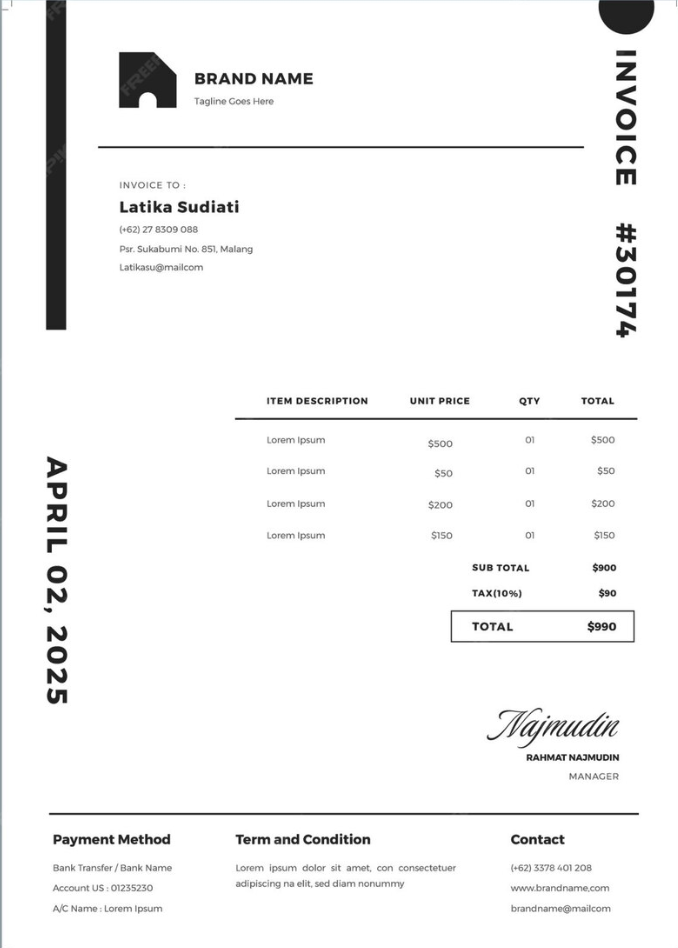 BRAND NAME
Tagline Goes Here
INVOICE #30174
INVOICE TO :
Latika Sudiati
(+62) 27 8309 088
Psr. Sukabumi No. 851, Malang
Latikasu@mailcom
APRIL 02, 2025
ITEM DESCRIPTION UNIT PRICE QTY TOTAL
Lorem Ipsum $500 01 $500
Lorem Ipsum $50 01 $50
Lorem Ipsum $200 01 $200
Lorem Ipsum $150 01 $150
SUB TOTAL $900
TAX(10%) $90
TOTAL $990
Najmudin
RAHMAT NAJMUDIN
MANAGER
Payment Method
Bank Transfer / Bank Name
Account US : 01235230
A/C Name : Lorem Ipsum
Term and Condition
Lorem ipsum dolor sit amet, con consectetuer
adipiscing na elit, sed diam nonummy
Contact
(+62) 3378 401 208
www.brandname,com
brandname@mailcom